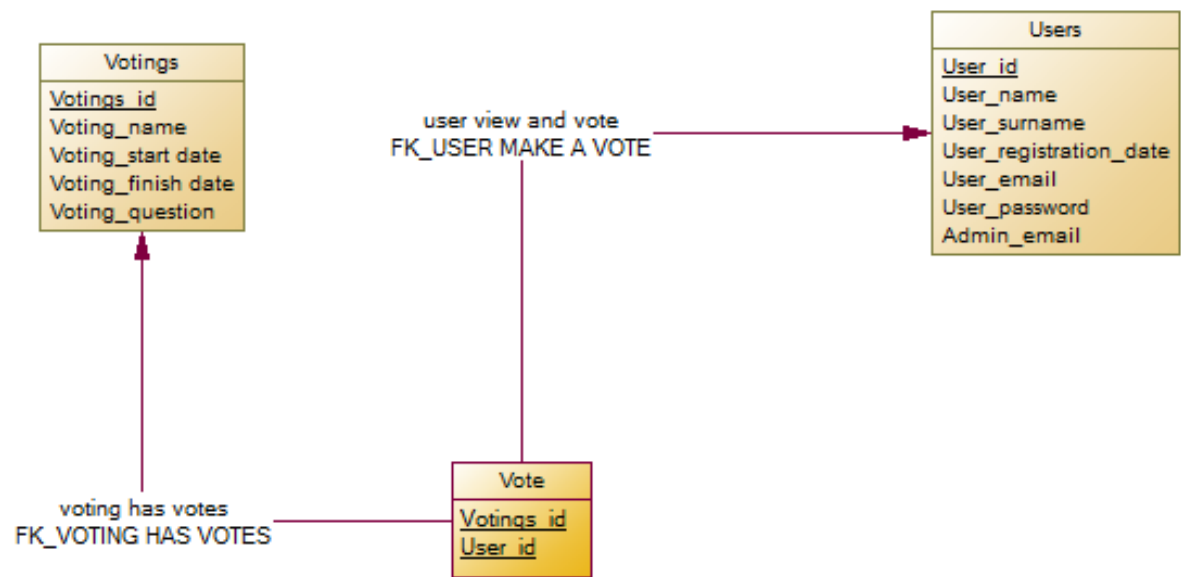 Votings
Votings_id
Voting_name
Voting_start date
Voting_finish date
Voting_question
user view and vote
FK_USER MAKE A VOTE
Users
User_id
User_name
User_surname
User_registration_date
User_email
User_password
Admin_email
voting has votes
FK_VOTING HAS VOTES
Vote
Votings_id
User_id